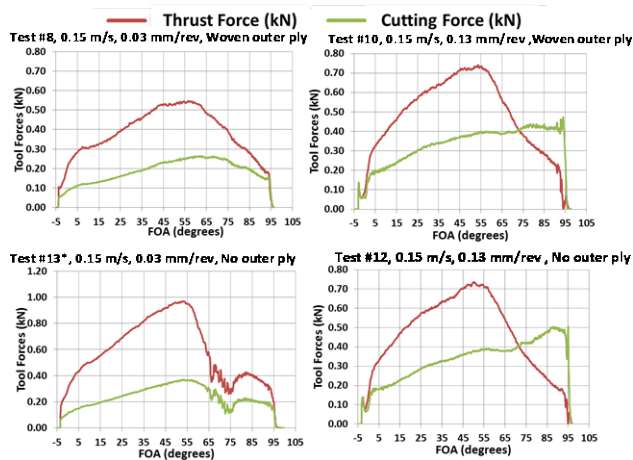 Thrust Force (kN) Cutting Force (kN)
Test #8, 0.15 m/s, 0.03 mm/rev, Woven outer ply
Tool Forces (kN)
0.80
0.70
0.60
0.50
0.40
0.30
0.20
0.10
0.00
-5 5 15 25 35 45 55 65 75 85 95 105
FOA (degrees)
Test #10, 0.15 m/s, 0.13 mm/rev ,Woven outer ply
Tool Forces (kN)
0.80
0.70
0.60
0.50
0.40
0.30
0.20
0.10
0.00
-5 5 15 25 35 45 55 65 75 85 95 105
FOA (degrees)
Test #13*, 0.15 m/s, 0.03 mm/rev, No outer ply
Tool Forces (kN)
1.20
1.00
0.80
0.60
0.40
0.20
0.00
-5 5 15 25 35 45 55 65 75 85 95 105
FOA (degrees)
Test #12, 0.15 m/s, 0.13 mm/rev , No outer ply
Tool Forces (kN)
0.80
0.70
0.60
0.50
0.40
0.30
0.20
0.10
0.00
-5 5 15 25 35 45 55 65 75 85 95 105
FOA (degrees)